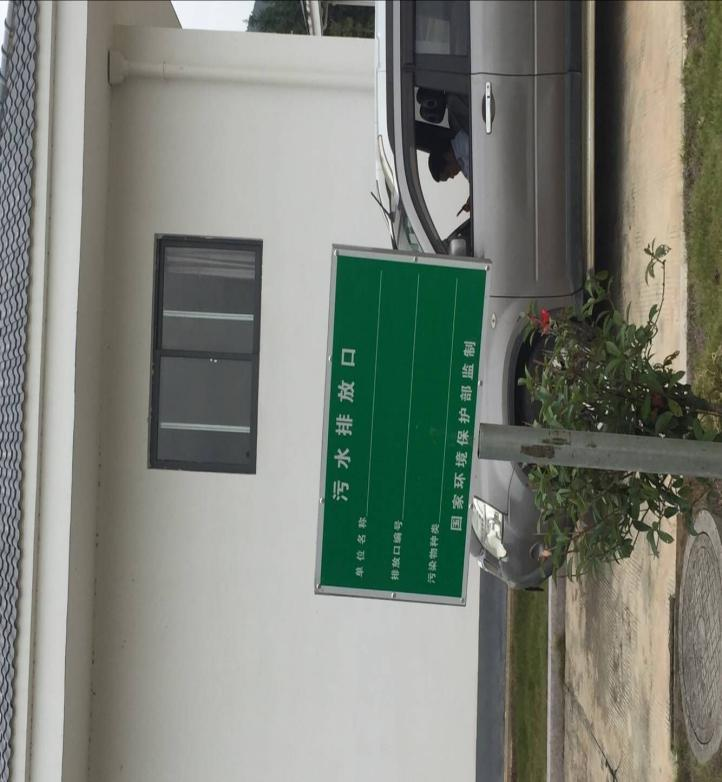 污水排放口
单位名称
排放口编号
污染物种类
国家环境保护部监制